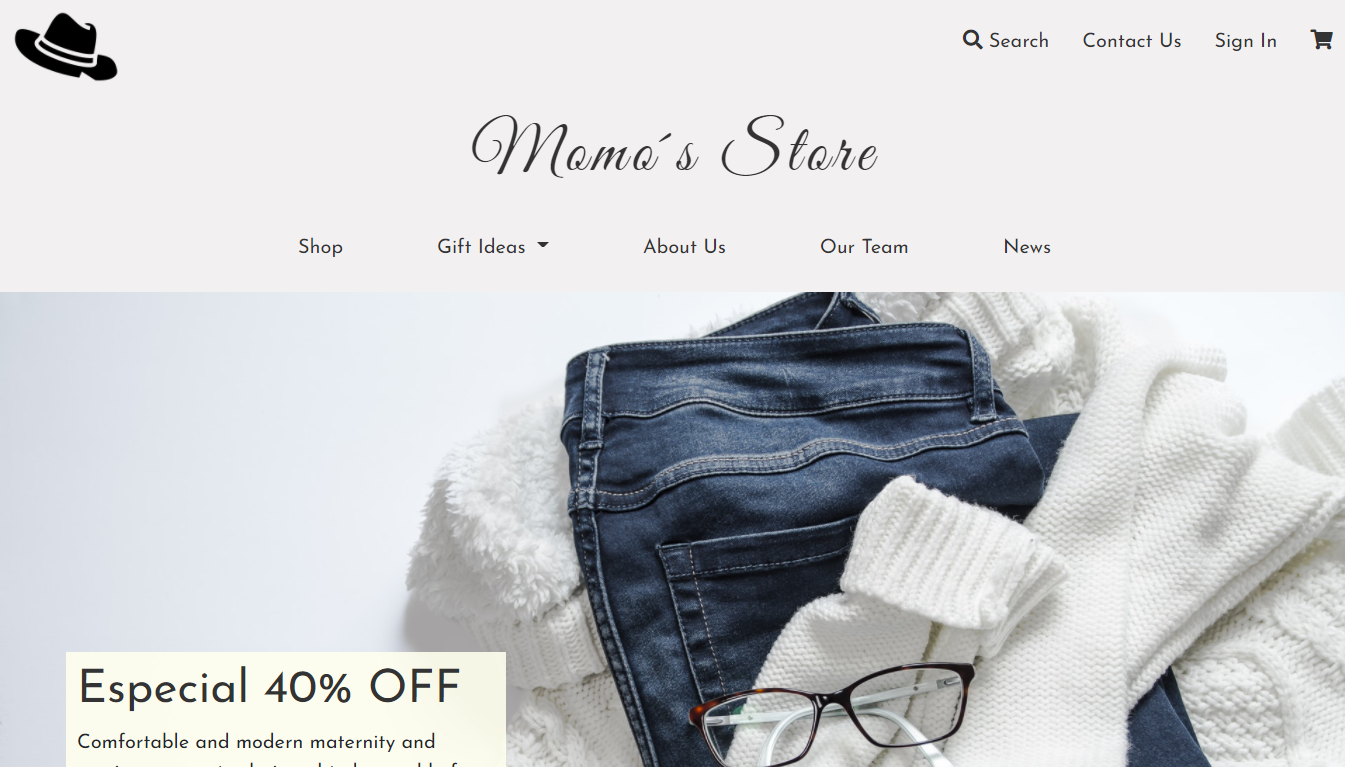 Search Contact Us Sign In
Momo´s Store
Shop Gift Ideas About Us Our Team News
Especial 40% OFF
Comfortable and modern maternity and